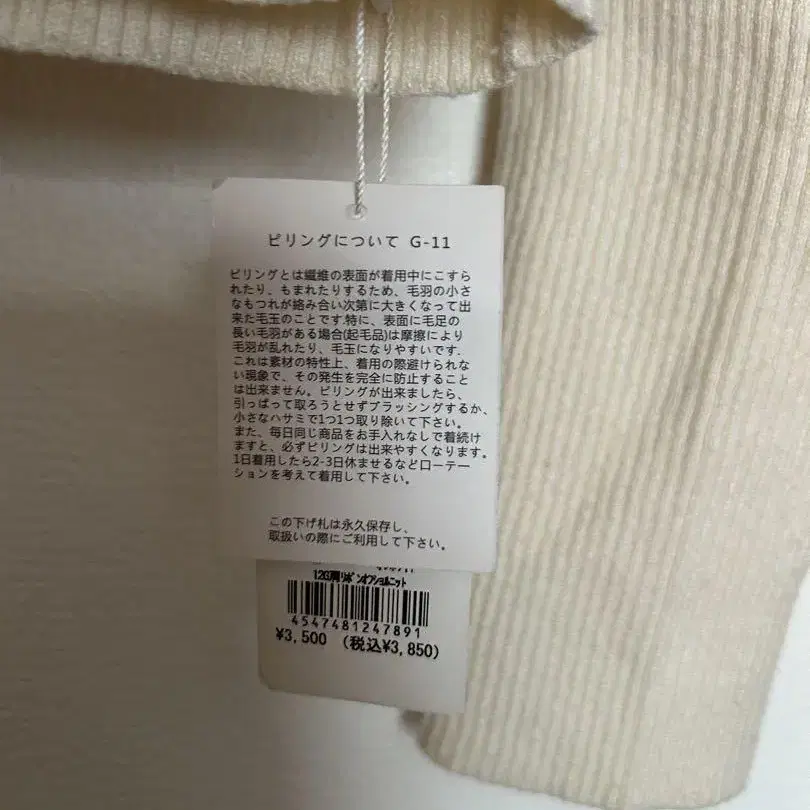 ピリングについて G-11
ピリングとは繊維の表面が着用中にこすら
れたり、もまれたりするため、毛羽の小さ
なもつれが絡み合い次第に大きくなって出
来た毛玉のことです.特に、表面に毛足の
長い毛羽がある場合(起毛品)は摩擦により
毛羽が乱れたり、毛玉になりやすいです.
これは素材の特性上、着用の際避けられな
い現象で、その発生を完全に防止すること
は出来ません。ピリングが出来ましたら、
引っぱって取ろうとせずブラッシングするか、
小さなハサミで1つ1つ取り除いて下さい。
また、毎日同じ商品をお手入れなしで着続け
ますと、必ずピリングは出来やすくなります。
1日着用したら2-3日休ませるなどローテー
ションを考えて着用して下さい。
この下げ札は永久保存し、
取扱いの際にご利用して下さい。
ﾘﾎﾞﾝｵﾌｼｮﾙﾆｯﾄ
4547481247891
¥3,500 (税込¥3,850)